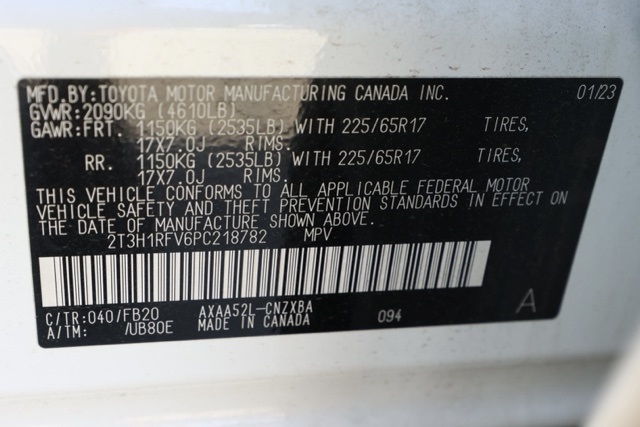 MFD. BY: TOYOTA MOTOR MANUFACTURING CANADA INC. 01/23
GVWR: 2090KG (4610LB)
GAWR: FRT. 1150KG (2535LB) WITH 225/65R17 TIRES,
17X7.0J RIMS.
RR. 1150KG (2535LB) WITH 225/65R17 TIRES,
17X7.0J RIMS.
THIS VEHICLE CONFORMS TO ALL APPLICABLE FEDERAL MOTOR
VEHICLE SAFETY AND THEFT PREVENTION STANDARDS IN EFFECT ON
THE DATE OF MANUFACTURE SHOWN ABOVE.
2T3H1RFV6PC218782 MPV
C/TR: 040/FB20 AXAA52L-CNZXBA 094 A
A/TM: /UB80E MADE IN CANADA